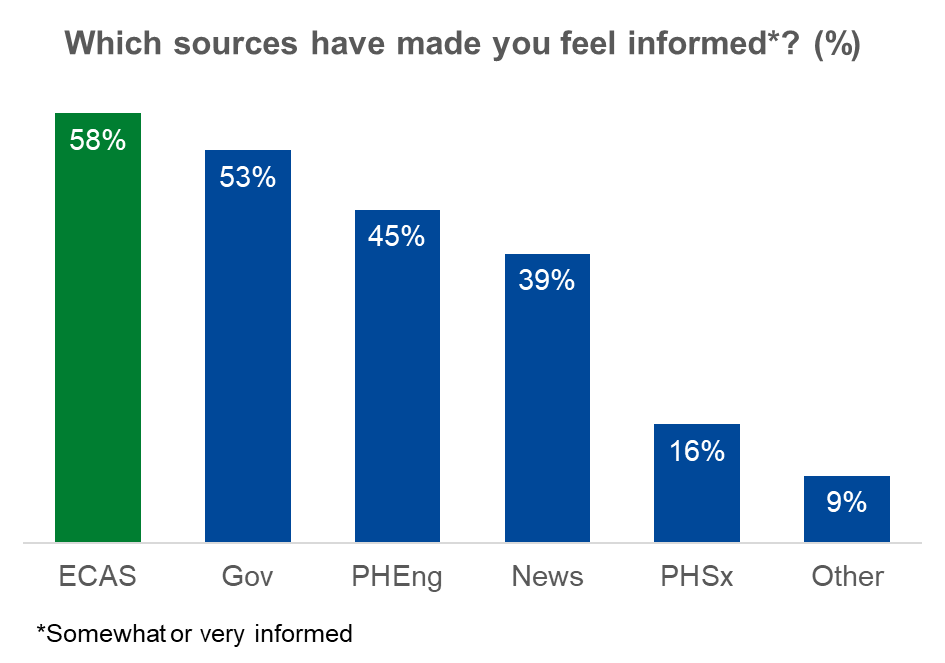 Which sources have made you feel informed*? (%)
58%
53%
45%
39%
16%
9%
ECAS
Gov
PHEng
News
PHSx
Other
*Somewhat or very informed